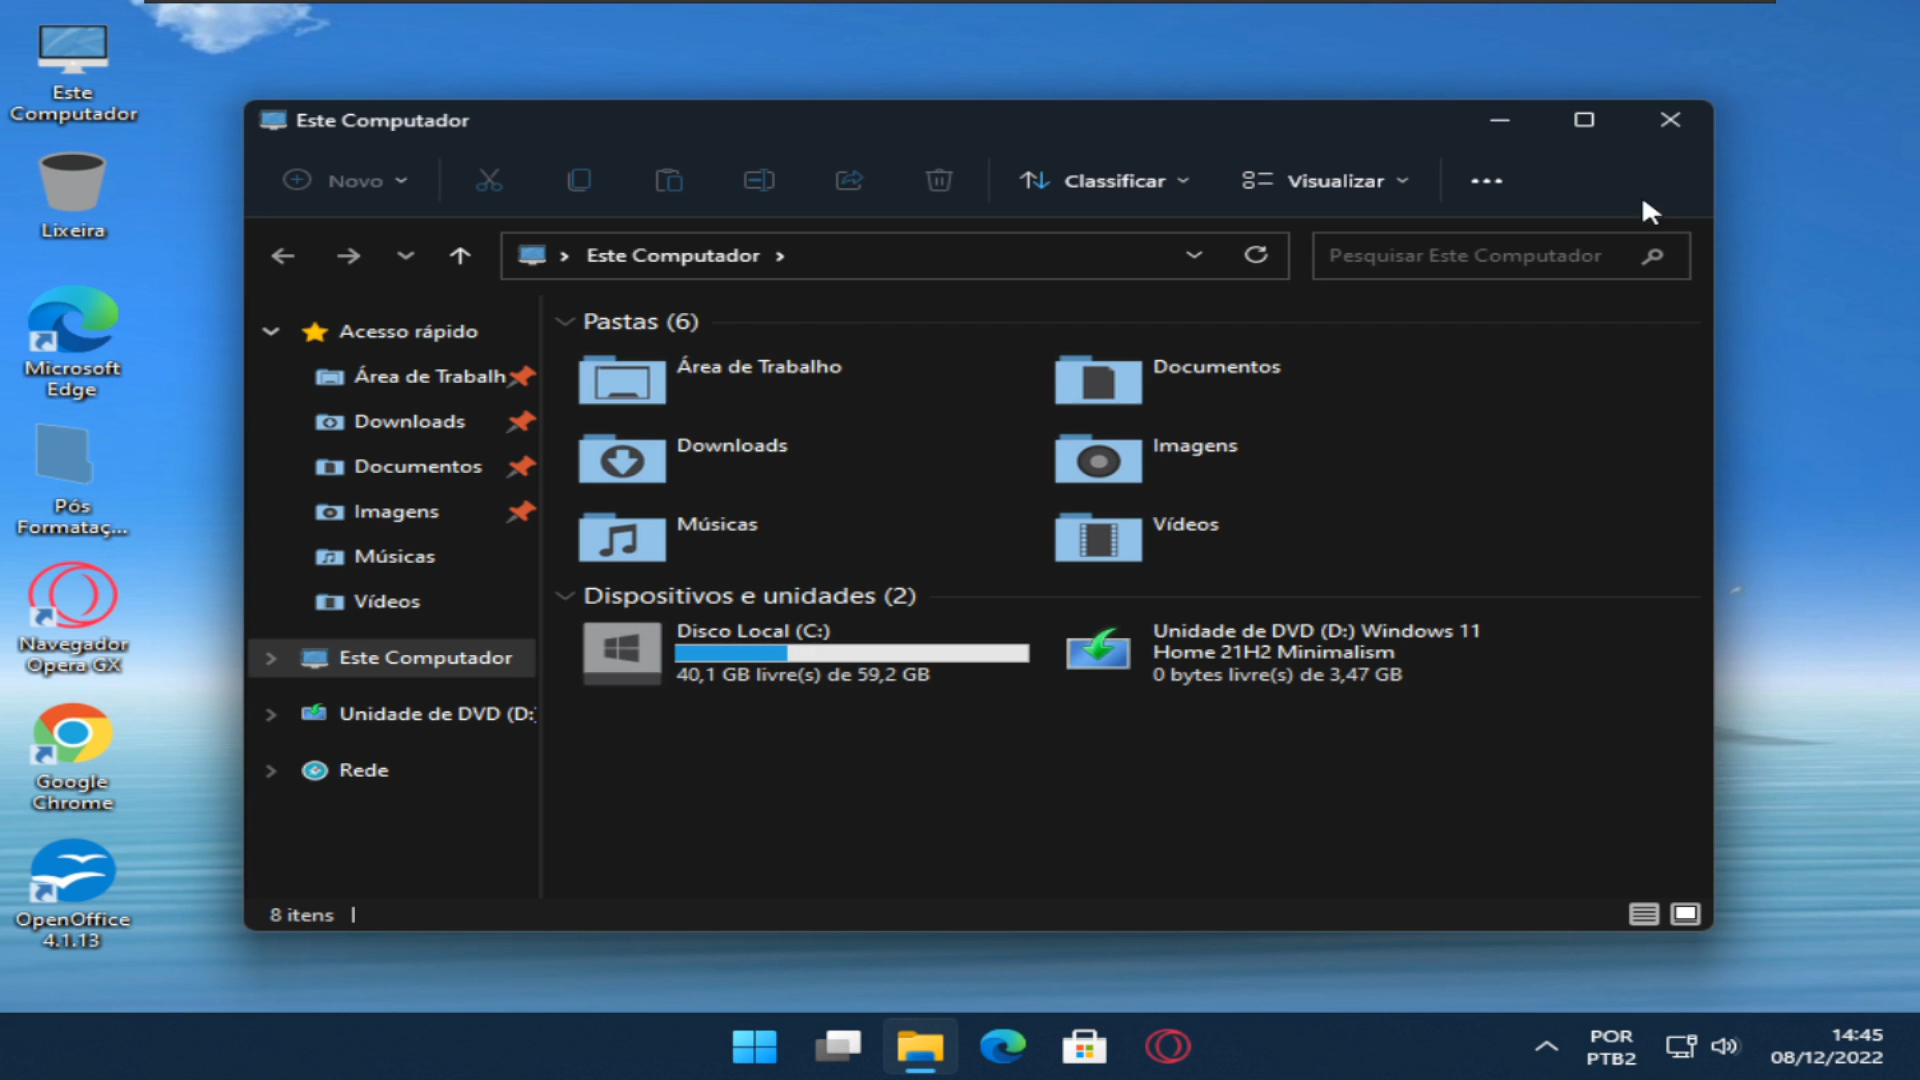 Este
Computador
Lixeira
Microsoft
Edge
Pós
Formataç...
Navegador
Opera GX
Google
Chrome
OpenOffice
4.1.13
Este Computador
Novo
Classificar
Visualizar
Este Computador
Pesquisar Este Computador
Acesso rápido
Área de Trabalh
Downloads
Documentos
Imagens
Músicas
Vídeos
Este Computador
Unidade de DVD (D:
Rede
Pastas (6)
Área de Trabalho
Documentos
Downloads
Imagens
Músicas
Vídeos
Dispositivos e unidades (2)
Disco Local (C:)
40,1 GB livre(s) de 59,2 GB
Unidade de DVD (D:) Windows 11
Home 21H2 Minimalism
0 bytes livre(s) de 3,47 GB
8 itens
POR
PTB2
14:45
08/12/2022